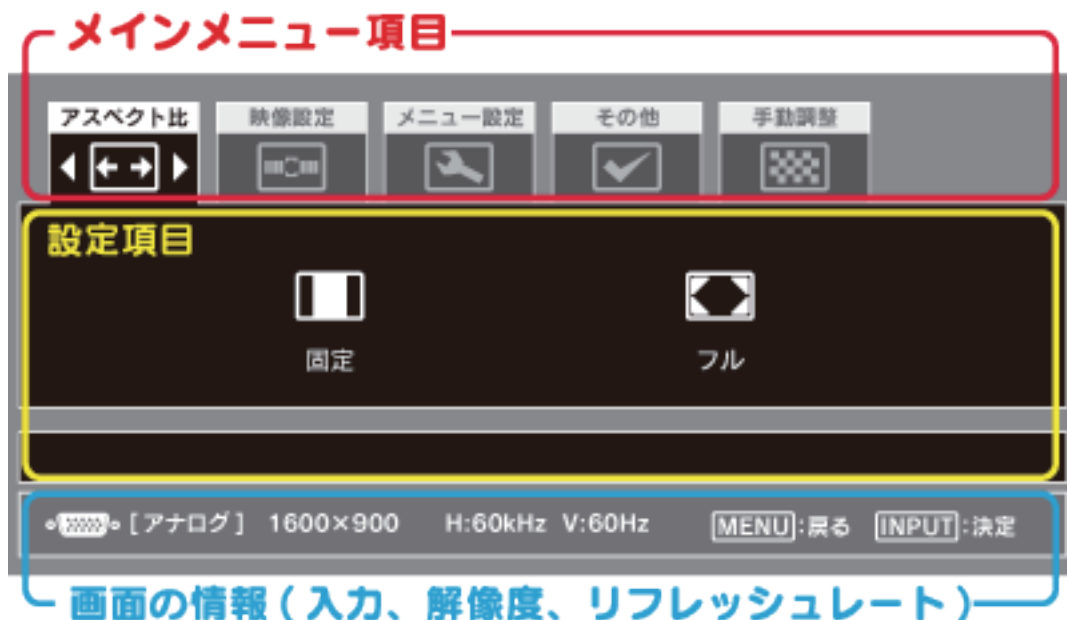 メインメニュー項目
アスペクト比 映像設定 メニュー設定 その他 手動調整
設定項目
固定 フル
[アナログ] 1600×900 H:60kHz V:60Hz MENU:戻る INPUT:決定
画面の情報(入力、解像度、リフレッシュレート)